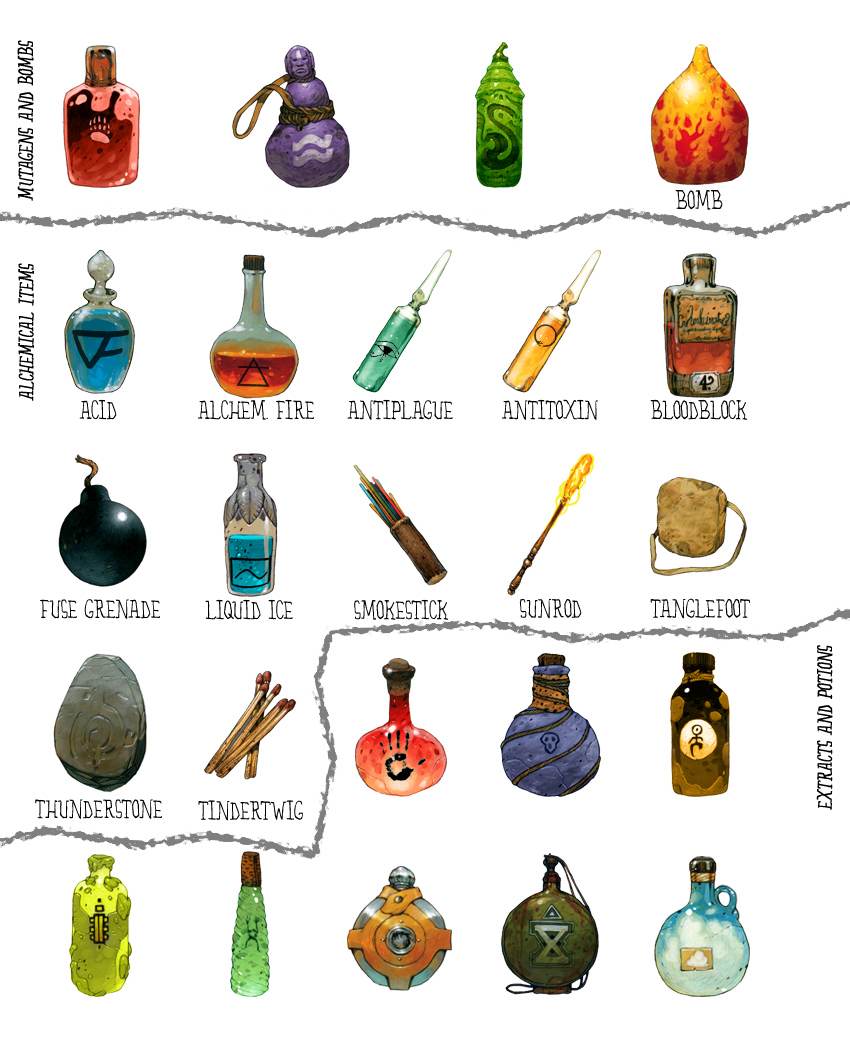 MUTAGENS AND BOMBS
BOMB
ALCHEMICAL ITEMS
ACID
ALCHEM. FIRE
ANTIPLAGUE
ANTITOXIN
BLOODBLOCK
FUSE GRENADE
LIQUID ICE
SMOKESTICK
SUNROD
TANGLEFOOT
THUNDERSTONE
TINDERTWIG
EXTRACTS AND POTIONS